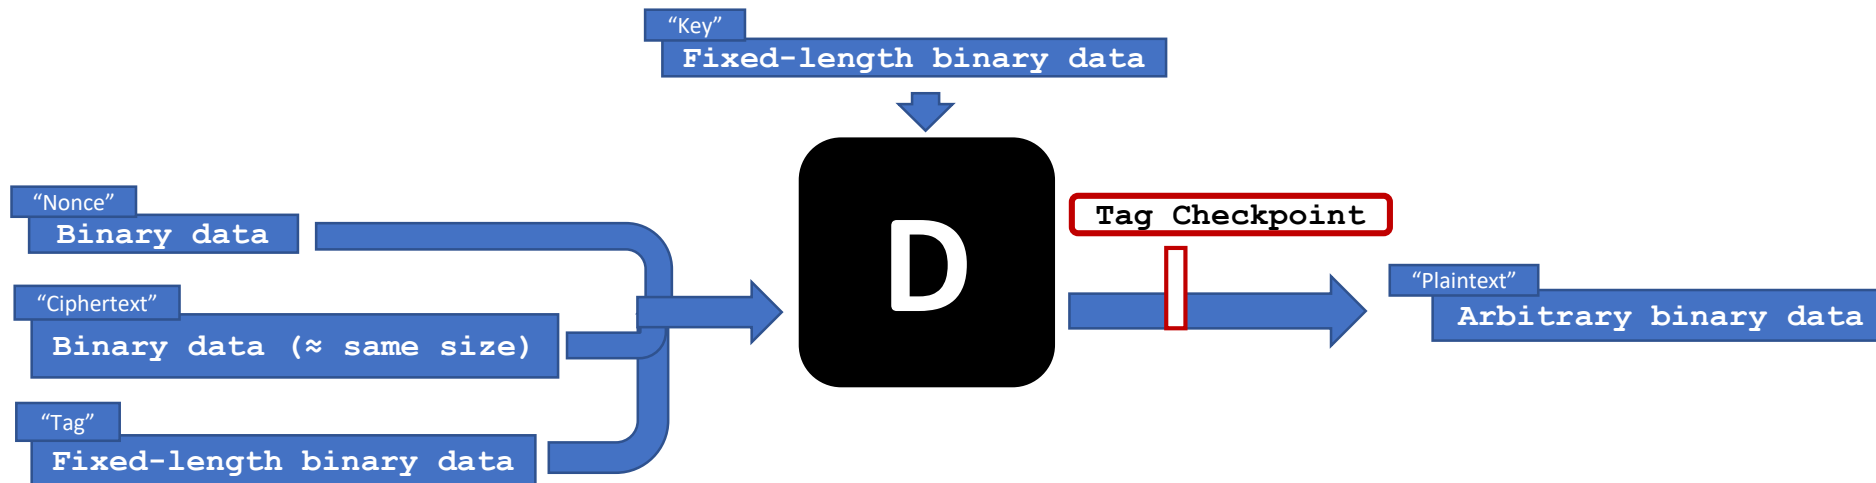 “Key”
Fixed-length binary data
“Nonce”
Binary data
“Ciphertext”
Binary data (≈ same size)
“Tag”
Fixed-length binary data
D
Tag Checkpoint
“Plaintext”
Arbitrary binary data